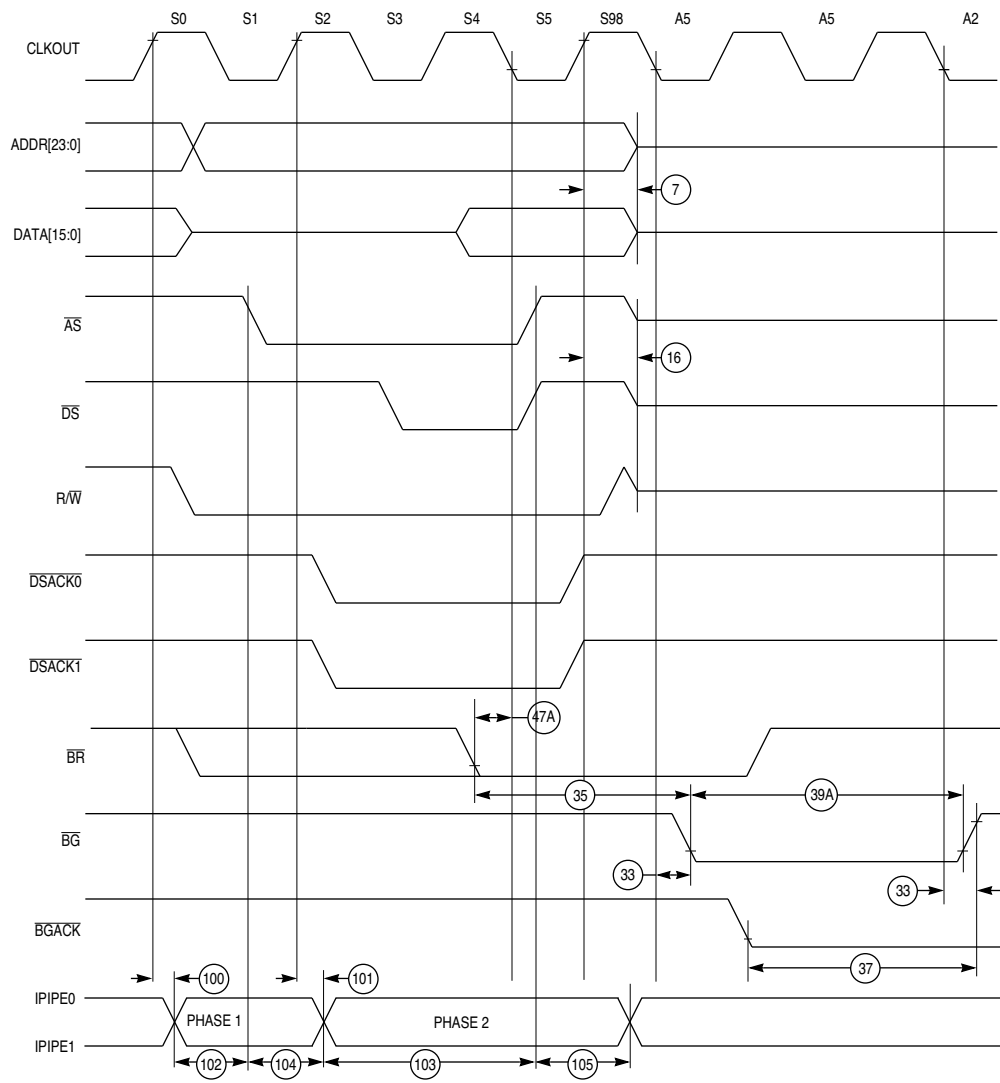 S0 S1 S2 S3 S4 S5 S98 A5 A5 A2
CLKOUT
ADDR[23:0]
7
DATA[15:0]
AS
16
DS
R/W
DSACK0
DSACK1
47A
BR
35 39A
BG
33 33
BGACK
37
100 101
IPIPE0
PHASE 1 PHASE 2
IPIPE1
102 104 103 105